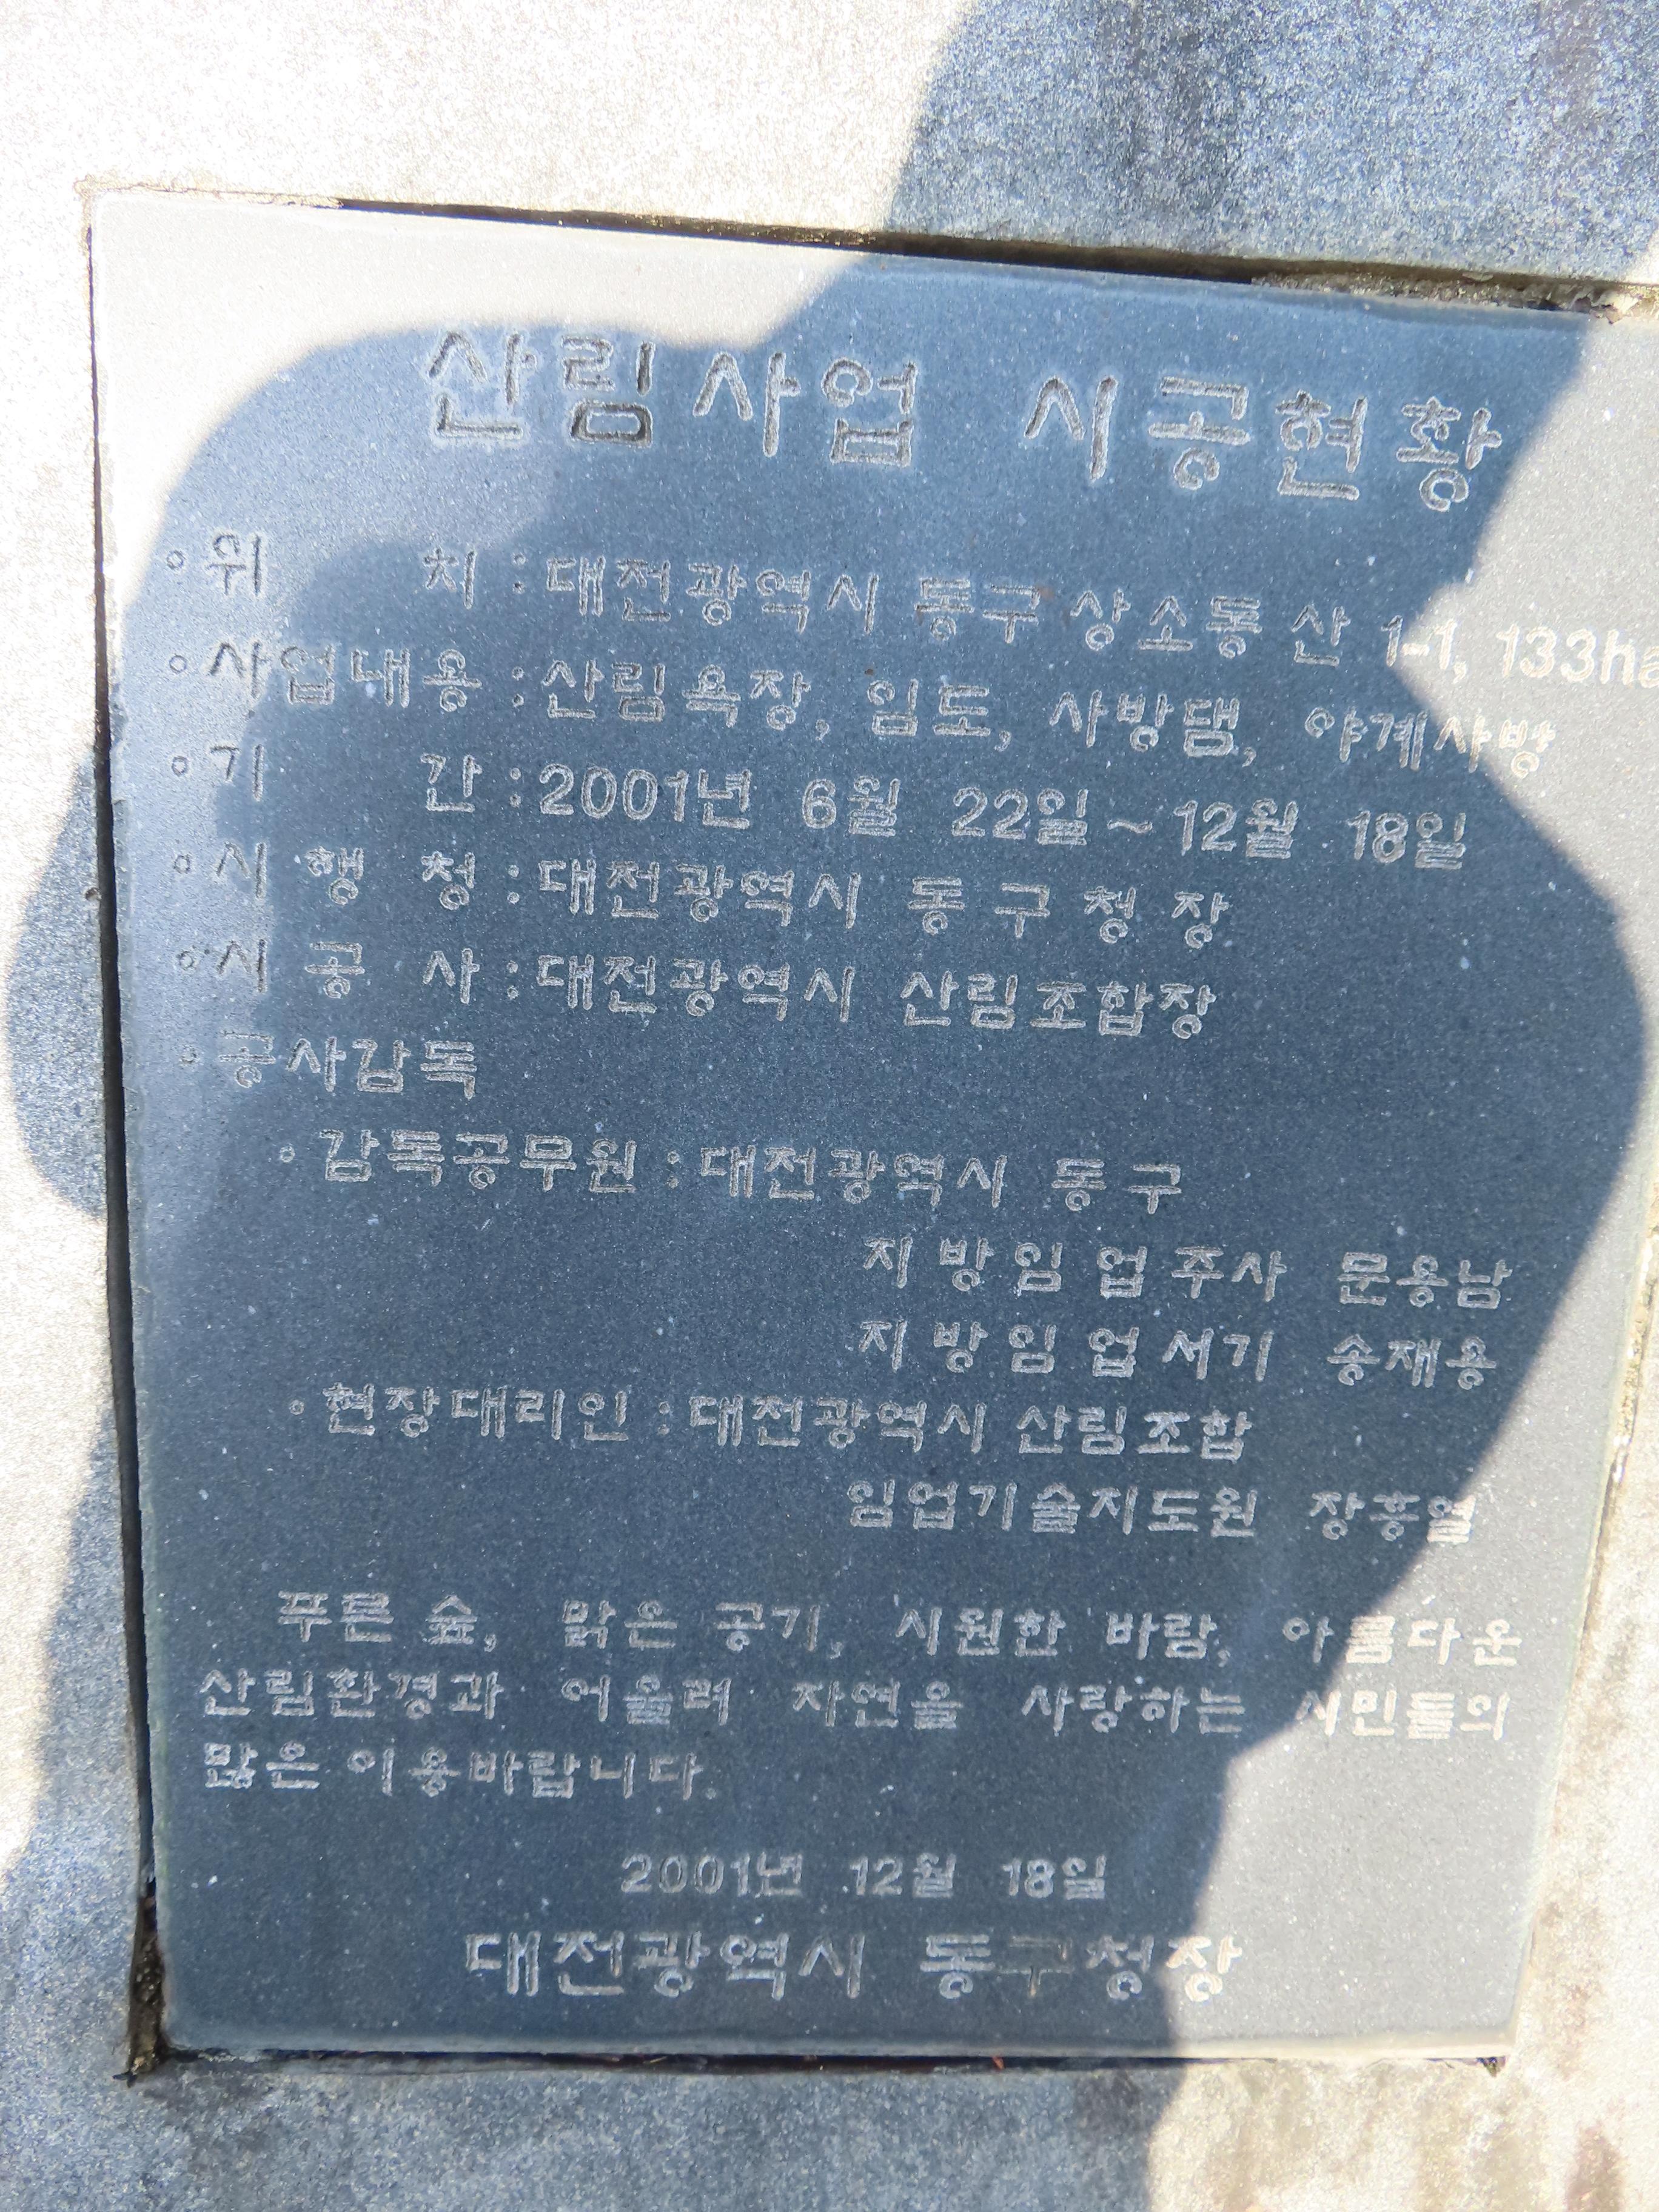 산림사업 시공현황
◦위 치 : 대전광역시 동구 상소동 산 1-1, 133ha
◦사업내용 : 산림욕장, 임도, 사방댐, 야계사방
◦기 간 : 2001년 6월 22일~12월 18일
◦시 행 청 : 대전광역시 동구청장
◦시 공 사 : 대전광역시 산림조합장
◦공사감독
◦감독공무원 : 대전광역시 동구
지방임업주사 문용남
지방임업서기 송재용
◦현장대리인 : 대전광역시 산림조합
임업기술지도원 장흥열
푸른 숲, 맑은 공기, 시원한 바람, 아름다운
산림환경과 어울려 자연을 사랑하는 시민들의
많은 이용바랍니다.
2001년 12월 18일
대전광역시 동구청장